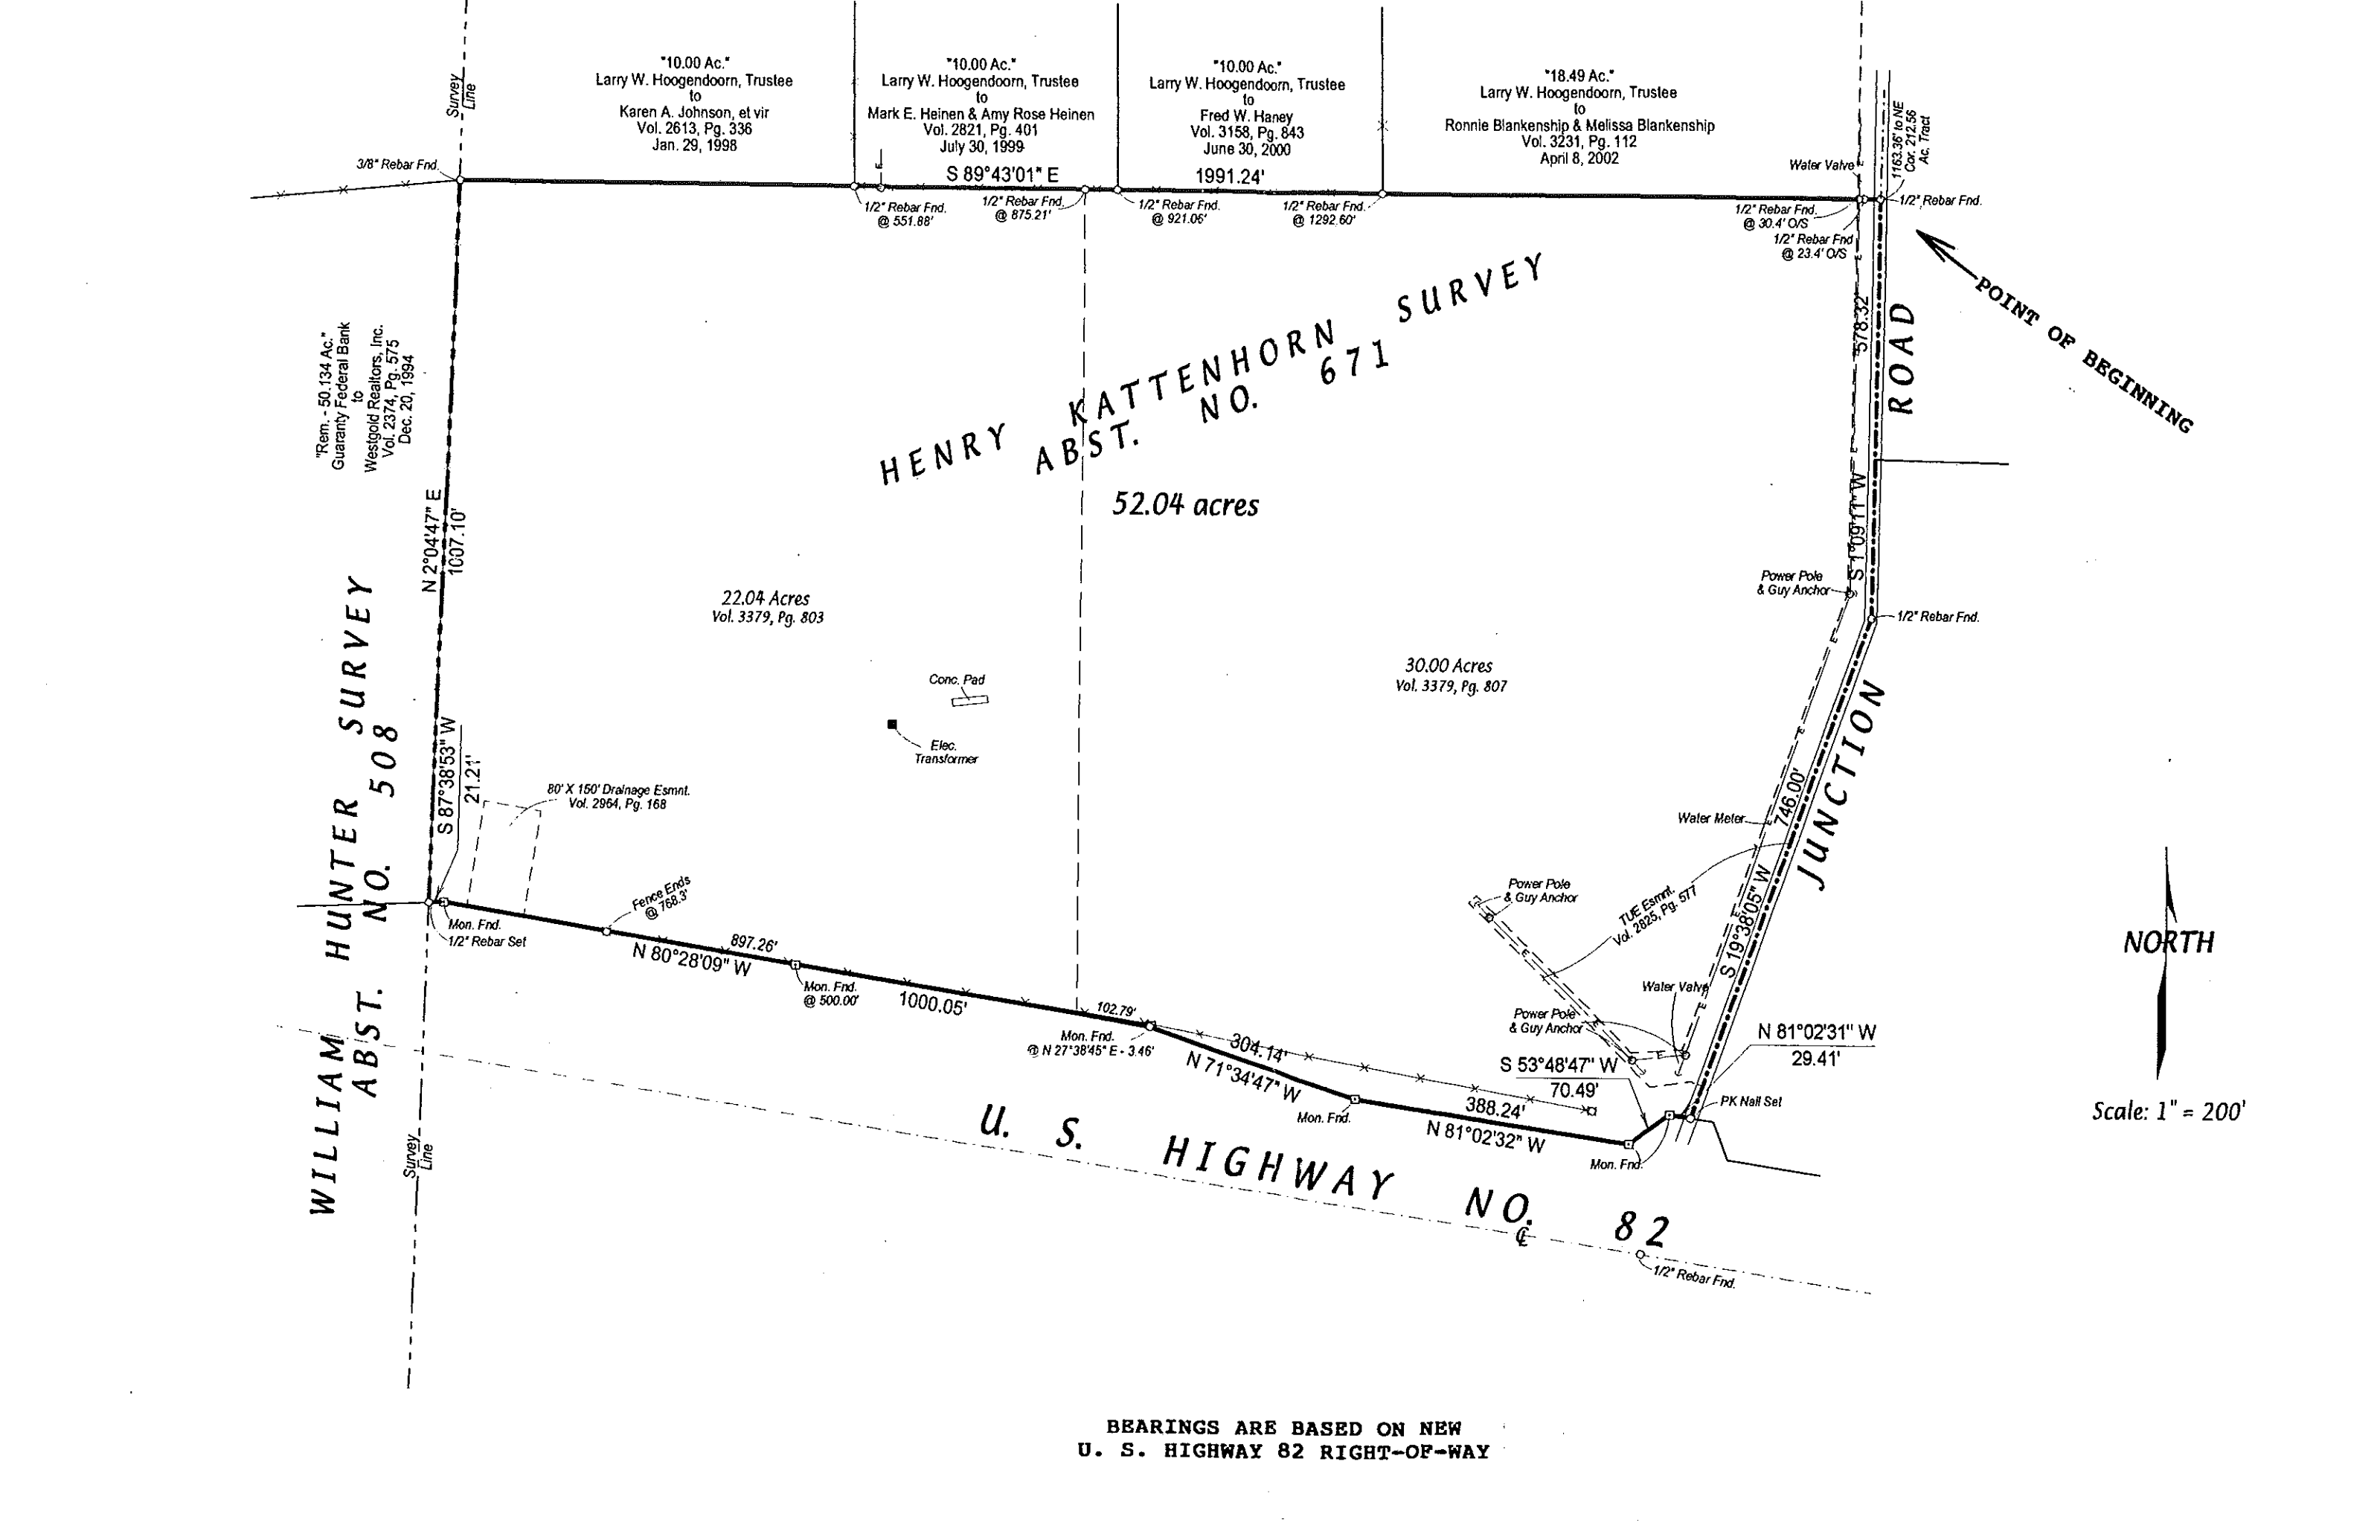 Survey
Line
"10.00 Ac."
Larry W. Hoogendoorn, Trustee
to
Karen A. Johnson, et vir
Vol. 2613, Pg. 336
Jan. 29, 1998
"10.00 Ac."
Larry W. Hoogendoorn, Trustee
to
Mark E. Heinen & Amy Rose Heinen
Vol. 2821, Pg. 401
July 30, 1999
"10.00 Ac."
Larry W. Hoogendoorn, Trustee
to
Fred W. Haney
Vol. 3158, Pg. 843
June 30, 2000
"18.49 Ac."
Larry W. Hoogendoorn, Trustee
to
Ronnie Blankenship & Melissa Blankenship
Vol. 3231, Pg. 112
April 8, 2002
1163.36' to NE
Cor. 212.56
Ac. Tract
3/8" Rebar Fnd.
S 89°43'01" E
1991.24'
Water Valve
1/2" Rebar Fnd.
@ 551.88'
1/2" Rebar Fnd.
@ 875.21'
1/2" Rebar Fnd.
@ 921.06'
1/2" Rebar Fnd.
@ 1292.60'
1/2" Rebar Fnd.
@ 30.4' O/S
1/2" Rebar Fnd
@ 23.4' O/S
1/2" Rebar Fnd.
POINT OF BEGINNING
"Rem. - 50.134 Ac."
Guaranty Federal Bank
to
Westgold Realtors, Inc.
Vol. 2374, Pg. 575
Dec. 20, 1994
HENRY KATTENHORN SURVEY
ABST. NO. 671
52.04 acres
578.32'
S 1°09'11" W
JUNCTION ROAD
N 2°04'47" E
1007.10'
22.04 Acres
Vol. 3379, Pg. 803
30.00 Acres
Vol. 3379, Pg. 807
Power Pole
& Guy Anchor
1/2" Rebar Fnd.
Conc. Pad
Elec.
Transformer
WILLIAM HUNTER SURVEY
ABST. NO. 508
S 87°38'53" W
21.21'
80' X 150' Drainage Esmnt.
Vol. 2964, Pg. 168
Water Meter
746.00'
S 19°38'05" W
TUE Esmnt.
Vol. 2825, Pg. 577
Power Pole
& Guy Anchor
Fence Ends
@ 768.3'
Mon. Fnd.
1/2" Rebar Set
897.26'
N 80°28'09" W
Mon. Fnd.
@ 500.00'
1000.05'
102.79'
Mon. Fnd.
@ N 27°38'45" E - 3.46'
Water Valve
Power Pole
& Guy Anchor
304.14'
N 71°34'47" W
Mon. Fnd.
388.24'
N 81°02'32" W
S 53°48'47" W
70.49'
N 81°02'31" W
29.41'
PK Nail Set
Mon. Fnd.
NORTH
Scale: 1" = 200'
Survey
Line
U. S. HIGHWAY NO. 82
℄
1/2" Rebar Fnd.
BEARINGS ARE BASED ON NEW
U. S. HIGHWAY 82 RIGHT-OF-WAY